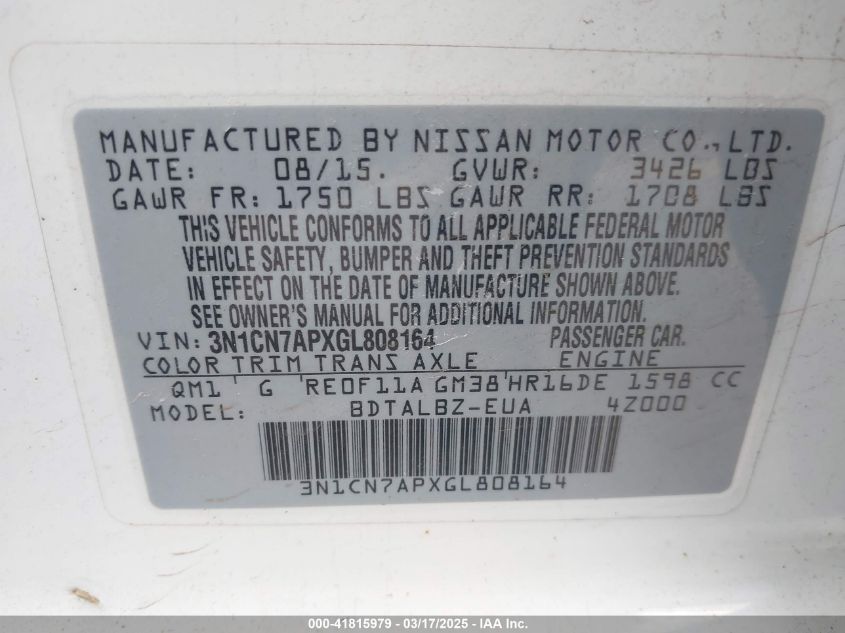 MANUFACTURED BY NISSAN MOTOR CO., LTD.
DATE: 08/15. GVWR: 3426 LBS
GAWR FR: 1750 LBS GAWR RR: 1708 LBS
THIS VEHICLE CONFORMS TO ALL APPLICABLE FEDERAL MOTOR
VEHICLE SAFETY, BUMPER AND THEFT PREVENTION STANDARDS
IN EFFECT ON THE DATE OF MANUFACTURE SHOWN ABOVE.
SEE OWNER'S MANUAL FOR ADDITIONAL INFORMATION.
VIN: 3N1CN7APXGL808164 PASSENGER CAR.
COLOR TRIM TRANS AXLE ENGINE
QM1 ' G 'RE0F11A GM38'HR16DE 1598 CC
MODEL: BDTALBZ-EUA 4Z000
3N1CN7APXGL808164
000-41815979 - 03/17/2025 - IAA Inc.